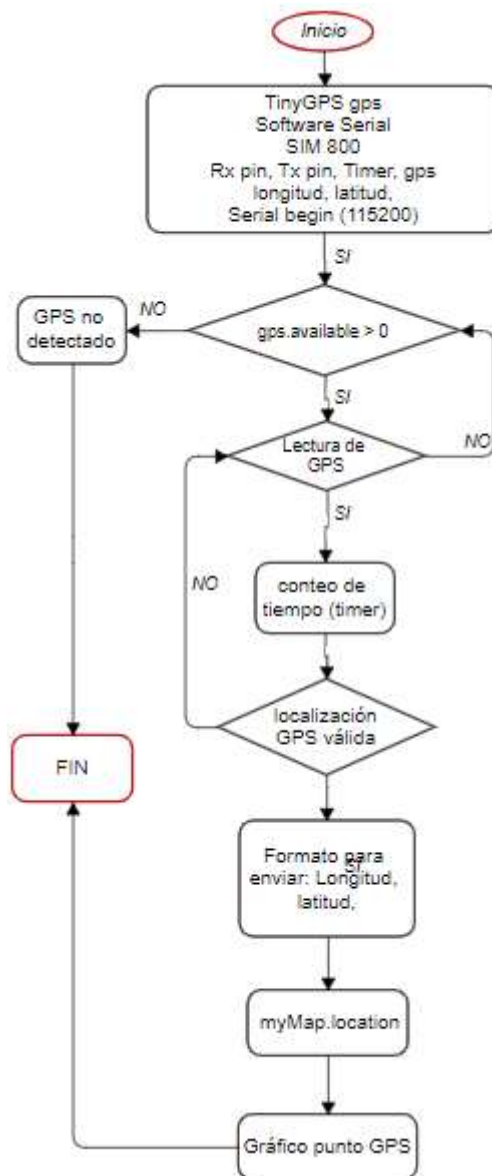 Inicio
TinyGPS gps
Software Serial
SIM 800
Rx pin, Tx pin, Timer, gps
longitud, latitud,
Serial begin (115200)
SI
GPS no
detectado
NO
gps.available > 0
SI
Lectura de
GPS
NO
SI
NO
conteo de
tiempo (timer)
localización
GPS válida
FIN
Formato para
SI
enviar: Longitud,
latitud,
myMap.location
Gráfico punto GPS